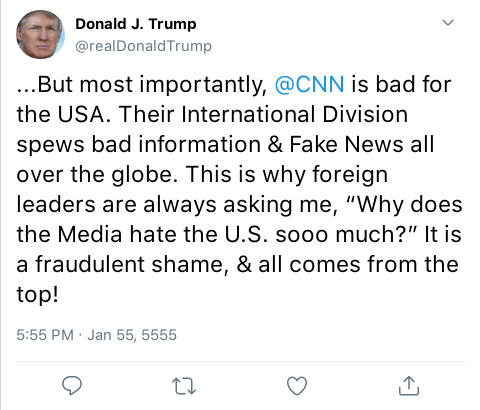 Donald J. Trump
@realDonaldTrump
...But most importantly, @CNN is bad for
the USA. Their International Division
spews bad information & Fake News all
over the globe. This is why foreign
leaders are always asking me, “Why does
the Media hate the U.S. sooo much?” It is
a fraudulent shame, & all comes from the
top!
5:55 PM · Jan 55, 5555